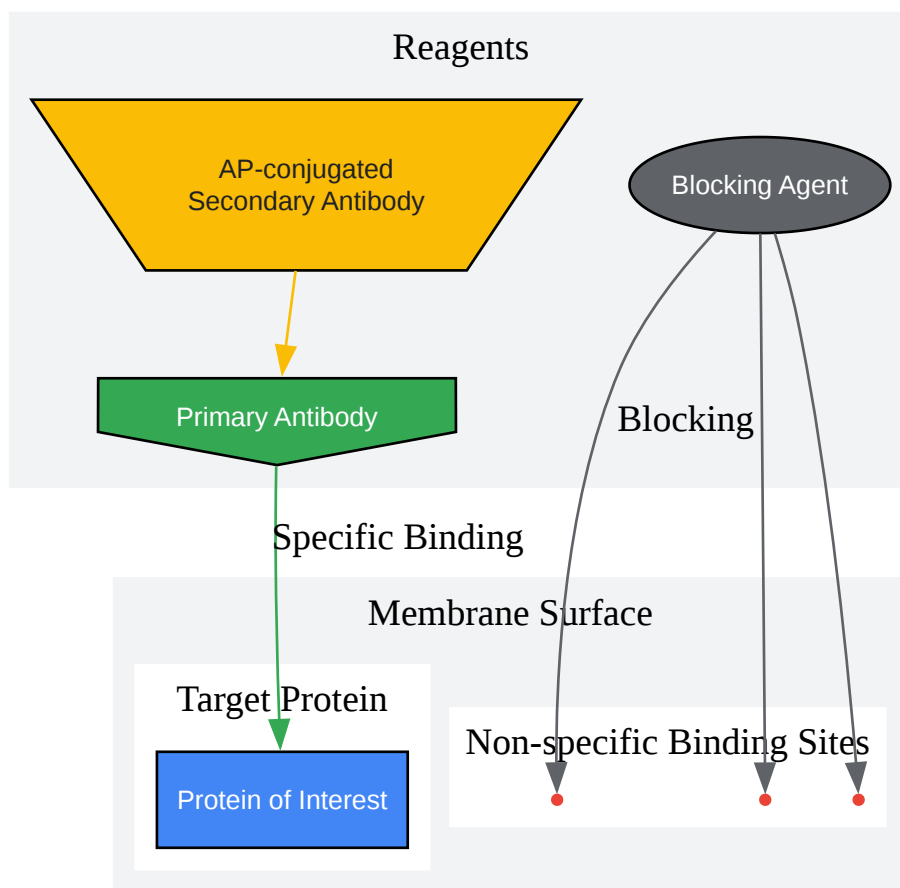 Reagents
AP-conjugated
Secondary Antibody
Blocking Agent
Primary Antibody
Blocking
Specific Binding
Membrane Surface
Target Protein
Non-specific Binding Sites
Protein of Interest